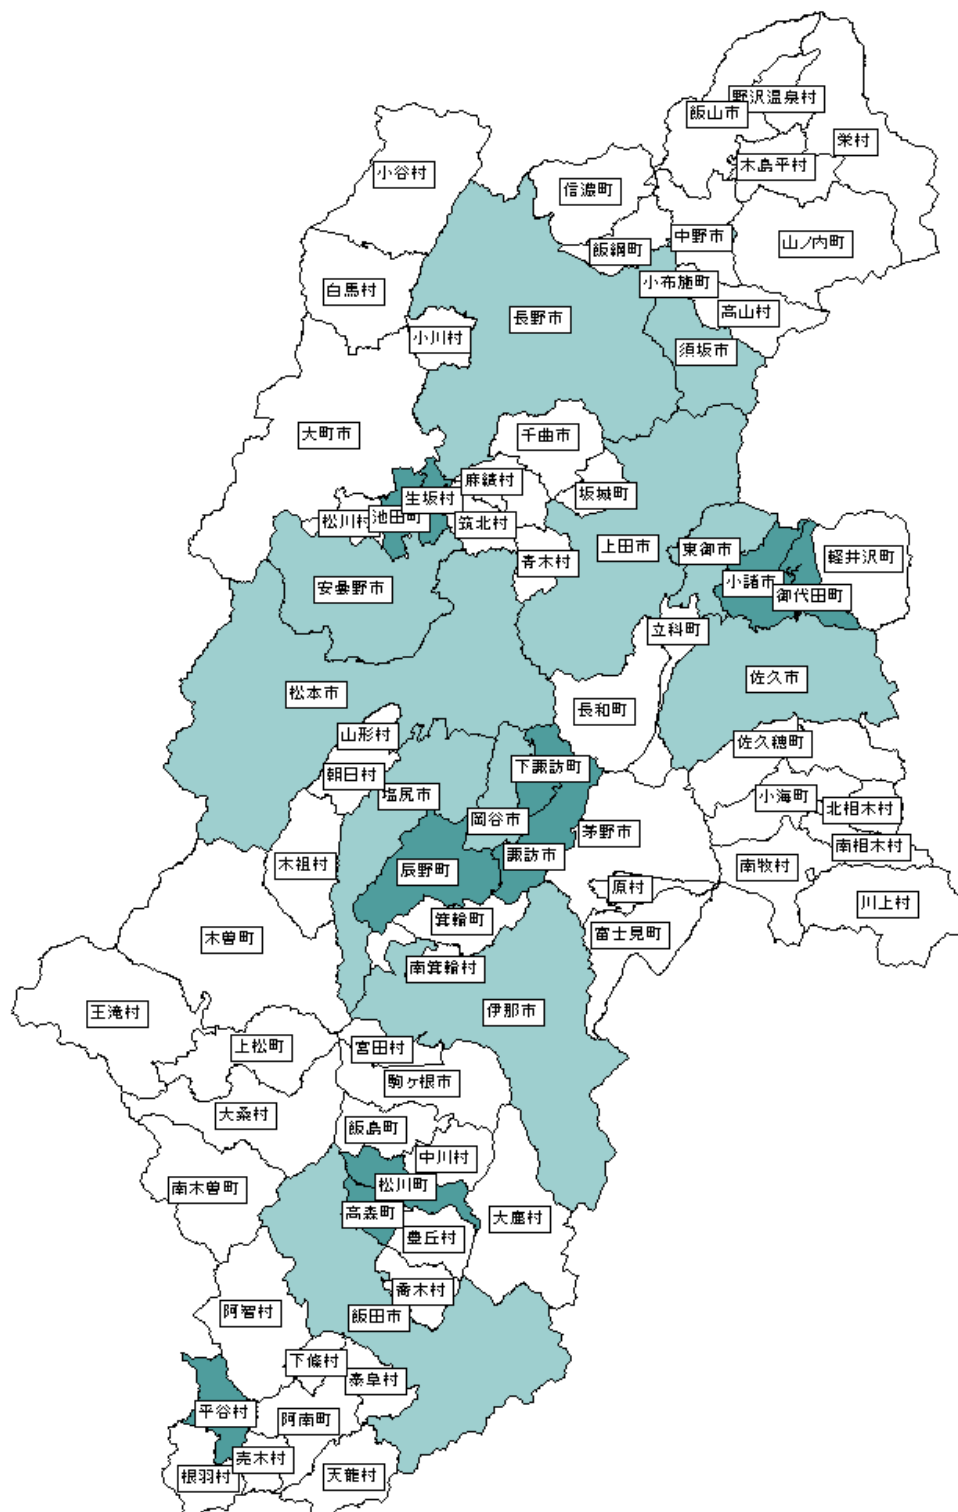 野沢温泉村
飯山市
栄村
木島平村
小谷村
信濃町
中野市
山ノ内町
飯綱町
小布施町
白馬村
高山村
長野市
小川村
須坂市
大町市
千曲市
麻績村
坂城町
生坂村
松川村
池田町
筑北村
上田市
東御市
軽井沢町
青木村
小諸市
安曇野市
御代田町
立科町
佐久市
松本市
長和町
山形村
佐久穂町
下諏訪町
朝日村
塩尻市
小海町
北相木村
岡谷市
茅野市
南相木村
諏訪市
木祖村
辰野町
南牧村
原村
川上村
箕輪町
富士見町
木曽町
南箕輪村
王滝村
伊那市
上松町
宮田村
駒ヶ根市
大桑村
飯島町
中川村
南木曽町
松川町
高森町
大鹿村
豊丘村
喬木村
阿智村
飯田市
下條村
泰阜村
平谷村
阿南町
売木村
根羽村
天龍村